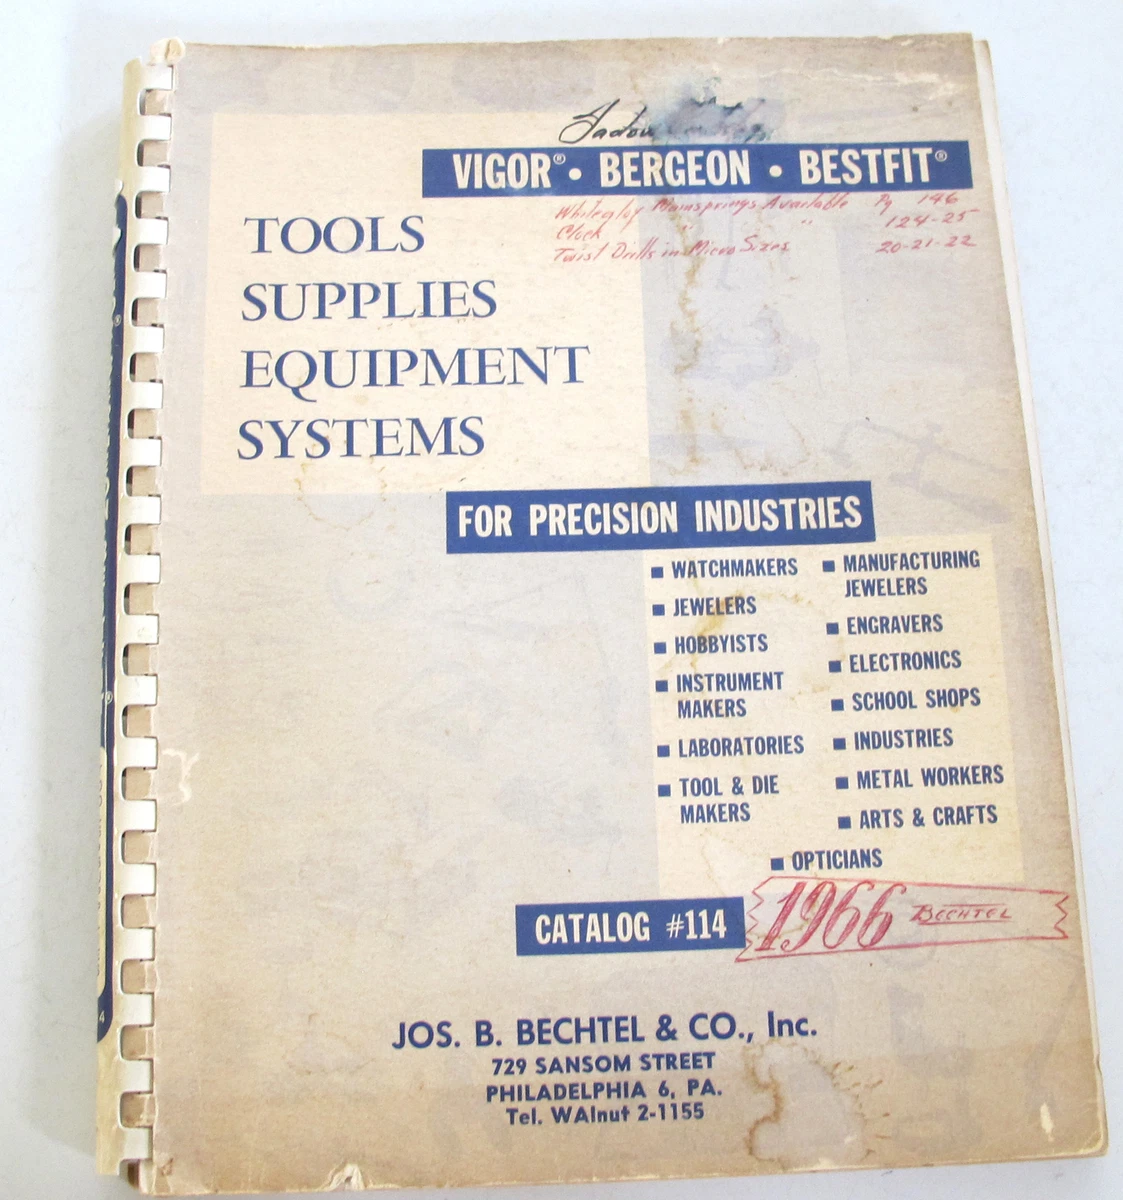 VIGOR® • BERGEON • BESTFIT®
Mainsprings Available Pg 146
Clock " " 124-25
Twist Drills in Micro Sizes 20-21-22
TOOLS
SUPPLIES
EQUIPMENT
SYSTEMS
FOR PRECISION INDUSTRIES
■ WATCHMAKERS
■ JEWELERS
■ HOBBYISTS
■ INSTRUMENT
MAKERS
■ LABORATORIES
■ TOOL & DIE
MAKERS
■ MANUFACTURING
JEWELERS
■ ENGRAVERS
■ ELECTRONICS
■ SCHOOL SHOPS
■ INDUSTRIES
■ METAL WORKERS
■ ARTS & CRAFTS
■ OPTICIANS
CATALOG #114
1966 BECHTEL
JOS. B. BECHTEL & CO., Inc.
729 SANSOM STREET
PHILADELPHIA 6, PA.
Tel. WAlnut 2-1155